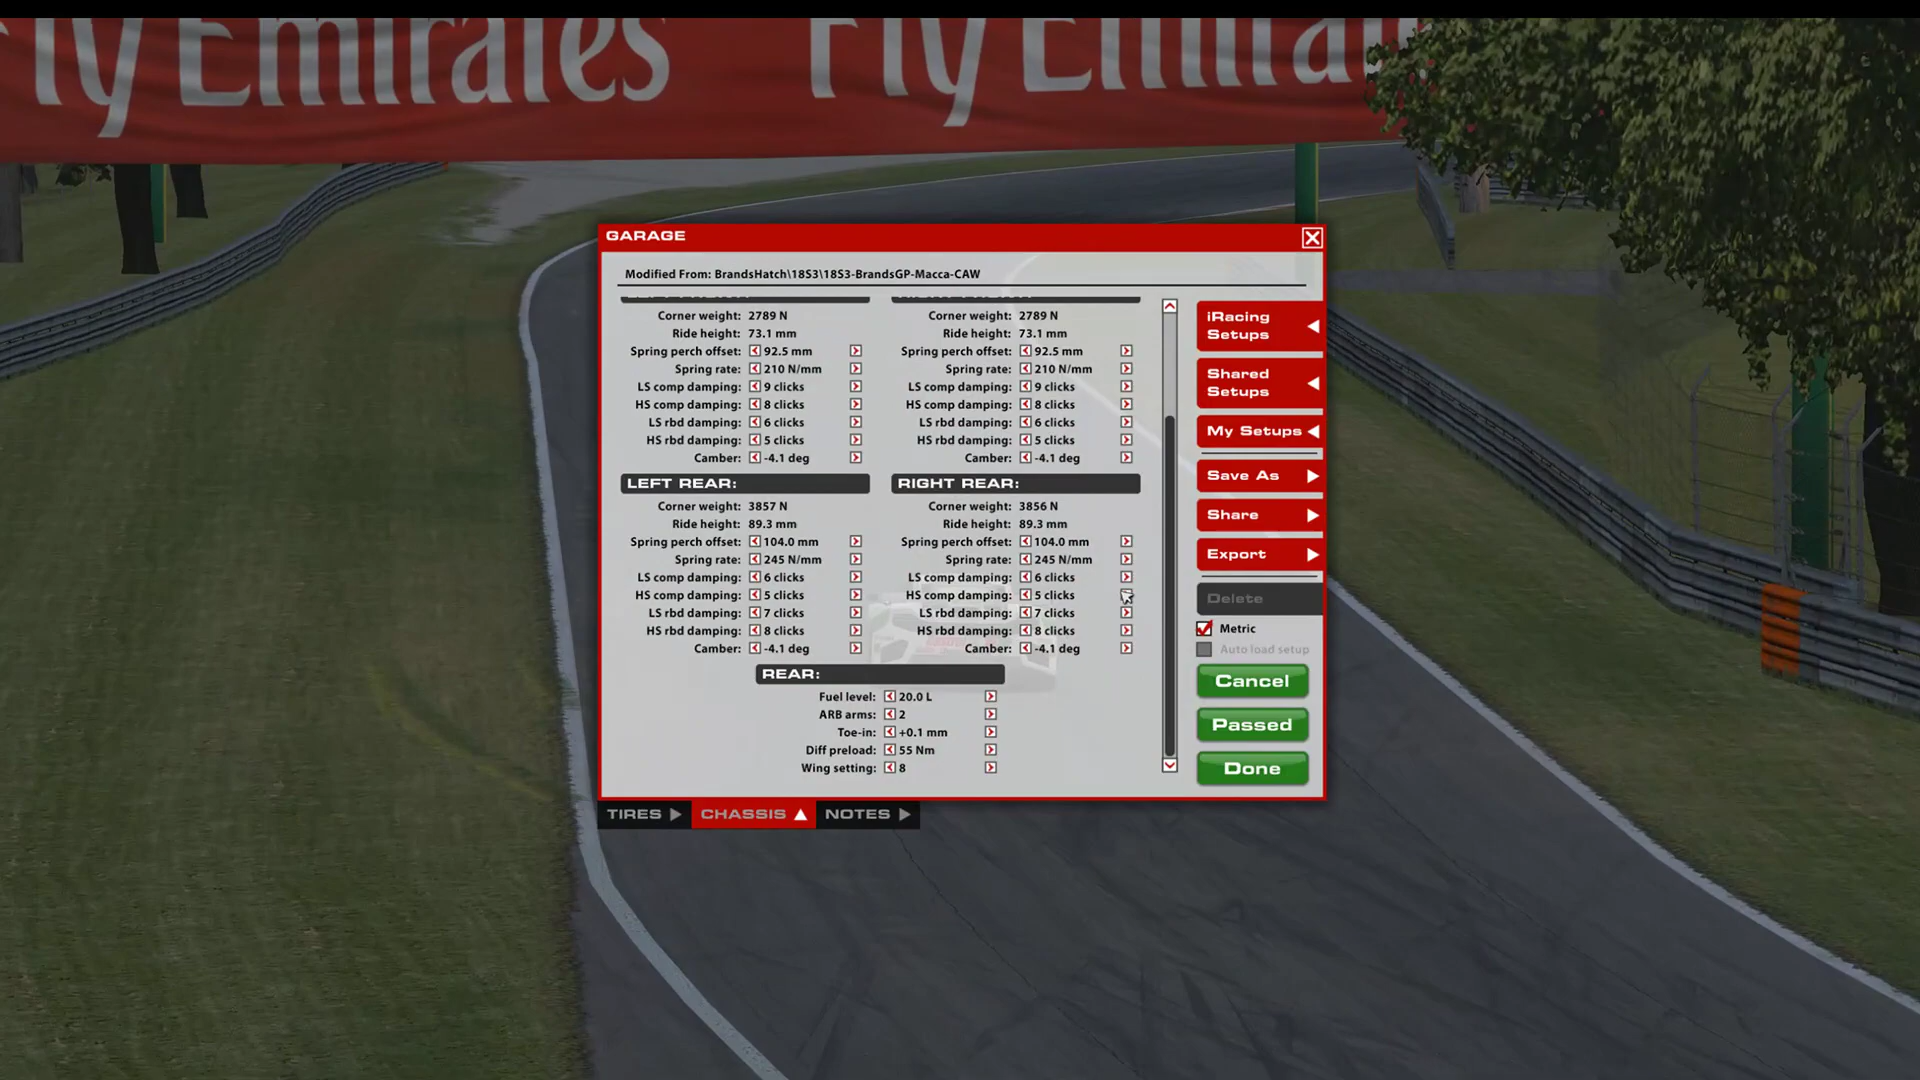 Fly Emirates Fly Emirates
GARAGE
Modified From: BrandsHatch\18S3\18S3-BrandsGP-Macca-CAW
Corner weight: 2789 N Corner weight: 2789 N
Ride height: 73.1 mm Ride height: 73.1 mm
Spring perch offset: 92.5 mm Spring perch offset: 92.5 mm
Spring rate: 210 N/mm Spring rate: 210 N/mm
LS comp damping: 9 clicks LS comp damping: 9 clicks
HS comp damping: 8 clicks HS comp damping: 8 clicks
LS rbd damping: 6 clicks LS rbd damping: 6 clicks
HS rbd damping: 5 clicks HS rbd damping: 5 clicks
Camber: -4.1 deg Camber: -4.1 deg
LEFT REAR: RIGHT REAR:
Corner weight: 3857 N Corner weight: 3856 N
Ride height: 89.3 mm Ride height: 89.3 mm
Spring perch offset: 104.0 mm Spring perch offset: 104.0 mm
Spring rate: 245 N/mm Spring rate: 245 N/mm
LS comp damping: 6 clicks LS comp damping: 6 clicks
HS comp damping: 5 clicks HS comp damping: 5 clicks
LS rbd damping: 7 clicks LS rbd damping: 7 clicks
HS rbd damping: 8 clicks HS rbd damping: 8 clicks
Camber: -4.1 deg Camber: -4.1 deg
REAR:
Fuel level: 20.0 L
ARB arms: 2
Toe-in: +0.1 mm
Diff preload: 55 Nm
Wing setting: 8
iRacing
Setups
Shared
Setups
My Setups
Save As
Share
Export
Delete
Metric
Auto load setup
Cancel
Passed
Done
TIRES CHASSIS NOTES